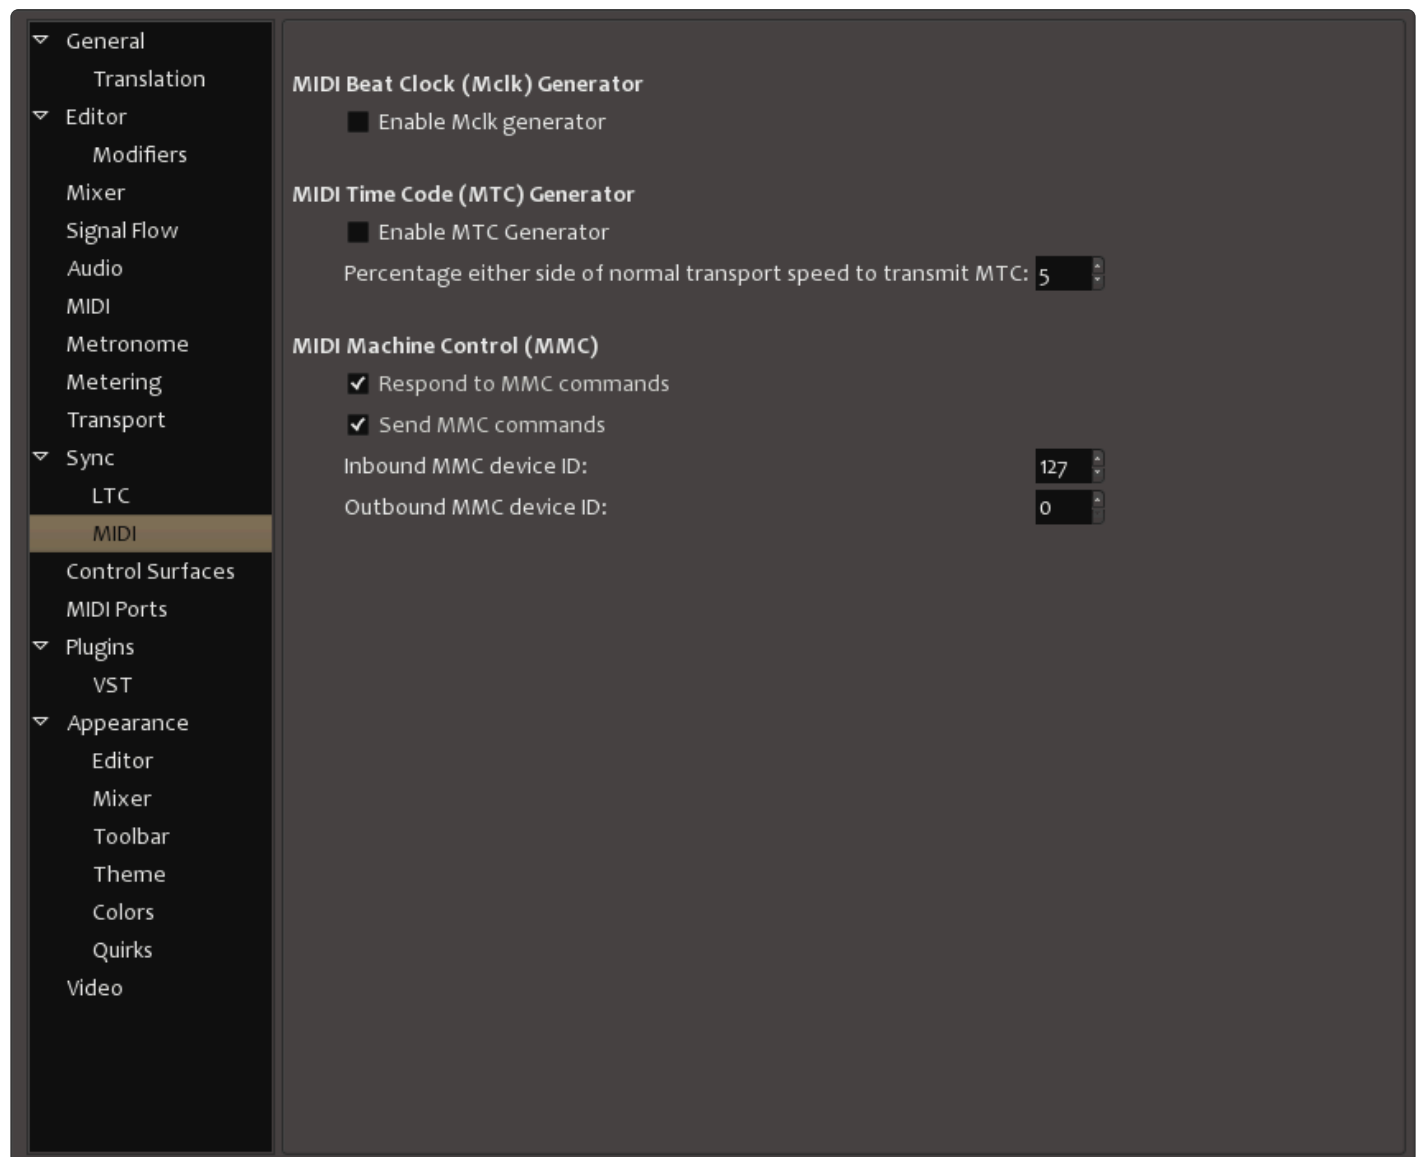 General
Translation
Editor
Modifiers
Mixer
Signal Flow
Audio
MIDI
Metronome
Metering
Transport
Sync
LTC
MIDI
Control Surfaces
MIDI Ports
Plugins
VST
Appearance
Editor
Mixer
Toolbar
Theme
Colors
Quirks
Video
MIDI Beat Clock (Mclk) Generator
Enable Mclk generator
MIDI Time Code (MTC) Generator
Enable MTC Generator
Percentage either side of normal transport speed to transmit MTC: 5
MIDI Machine Control (MMC)
Respond to MMC commands
Send MMC commands
Inbound MMC device ID: 127
Outbound MMC device ID: 0